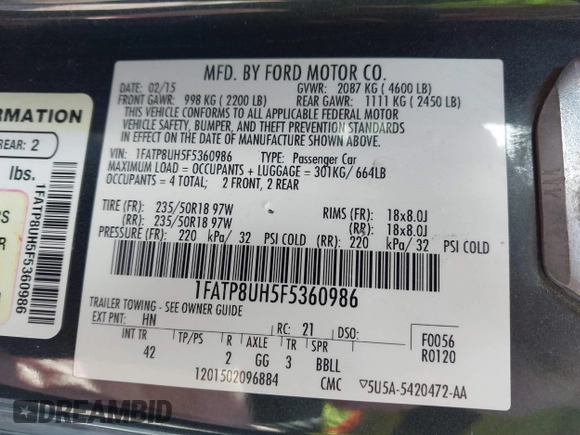 MFD. BY FORD MOTOR CO.
DATE: 02/15 GVWR: 2087 KG ( 4600 LB)
FRONT GAWR: 998 KG ( 2200 LB) REAR GAWR: 1111 KG ( 2450 LB)
THIS VEHICLE CONFORMS TO ALL APPLICABLE FEDERAL MOTOR
VEHICLE SAFETY, BUMPER, AND THEFT PREVENTION STANDARDS
IN EFFECT ON THE DATE OF MANUFACTURE SHOWN ABOVE.
VIN: 1FATP8UH5F5360986 TYPE: Passenger Car
MAXIMUM LOAD = OCCUPANTS + LUGGAGE = 301KG/ 664LB
OCCUPANTS = 4 TOTAL; 2 FRONT, 2 REAR
TIRE (FR): 235/50R18 97W RIMS (FR): 18x8.0J
(RR): 235/50R18 97W (RR): 18x8.0J
PRESSURE (FR): 220 kPa/ 32 PSI COLD (RR): 220 kPa/ 32 PSI COLD
1FATP8UH5F5360986
TRAILER TOWING - SEE OWNER GUIDE
EXT PNT: HN RC: 21 DSO: F0056
R0120
INT TR TP/PS R AXLE TR SPR
42 2 GG 3 BBLL
1201502096884 CMC 5U5A-5420472-AA
ORMATION
REAR: 2
lbs.
PS
R
1FATP8UH5F5360986
DREAMBID